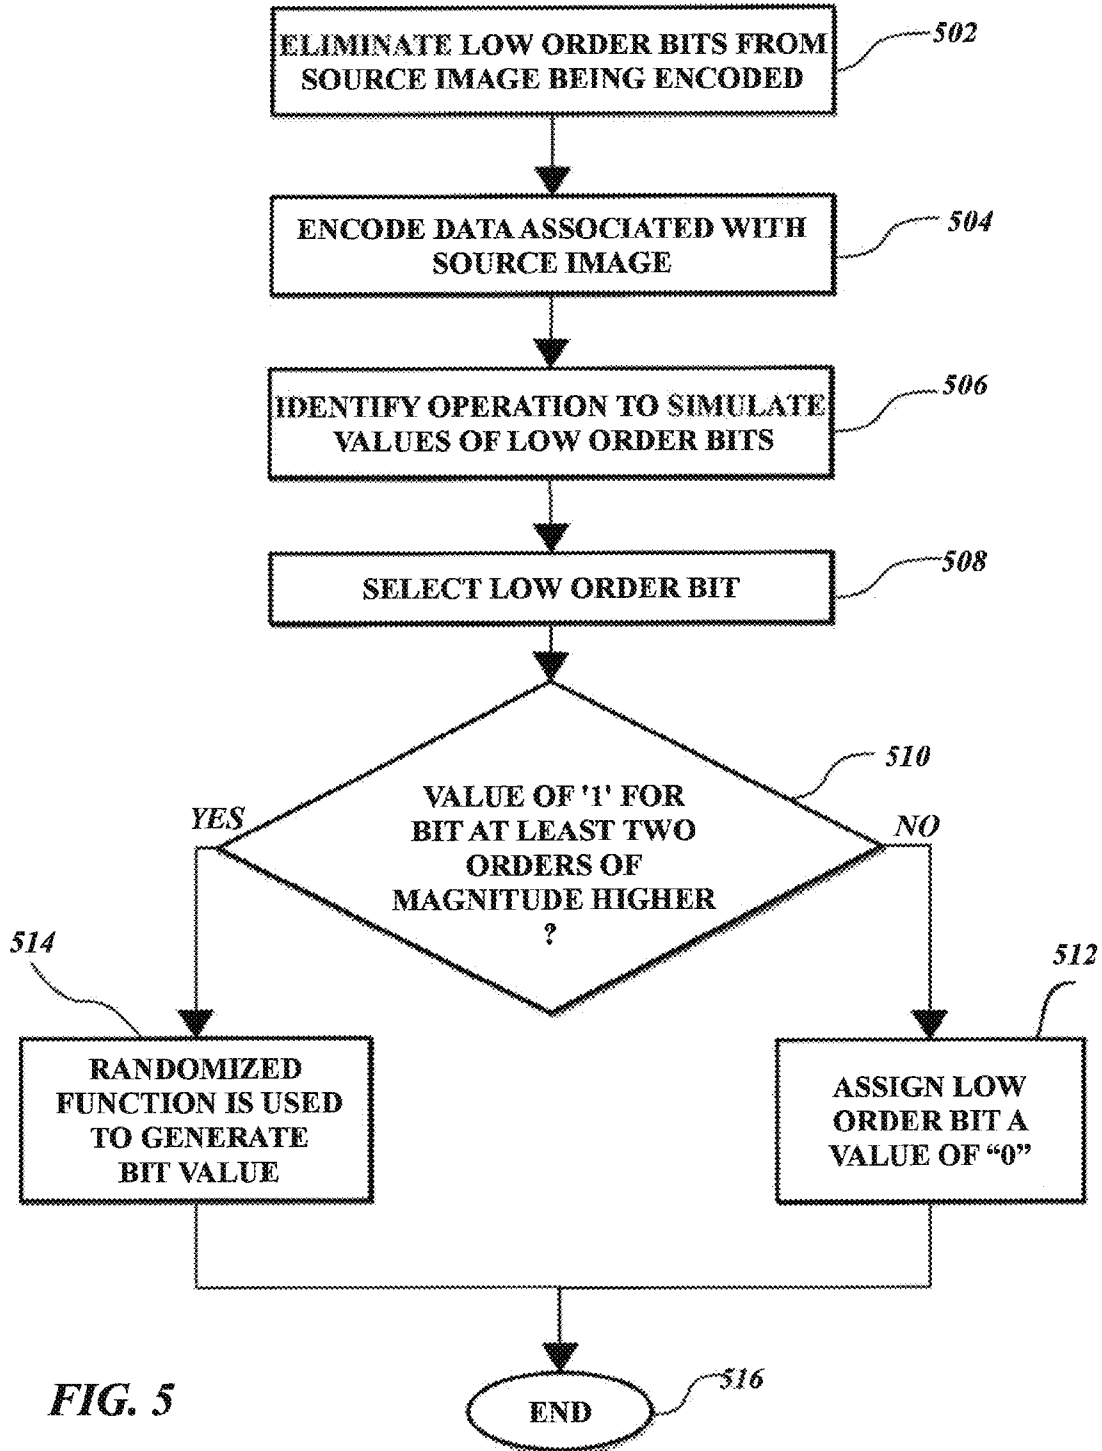 ELIMINATE LOW ORDER BITS FROM
SOURCE IMAGE BEING ENCODED
502
ENCODE DATA ASSOCIATED WITH
SOURCE IMAGE
504
IDENTIFY OPERATION TO SIMULATE
VALUES OF LOW ORDER BITS
506
SELECT LOW ORDER BIT
508
VALUE OF '1' FOR
BIT AT LEAST TWO
ORDERS OF
MAGNITUDE HIGHER
?
510
YES
NO
514
RANDOMIZED
FUNCTION IS USED
TO GENERATE
BIT VALUE
512
ASSIGN LOW
ORDER BIT A
VALUE OF “0”
END
516
FIG. 5